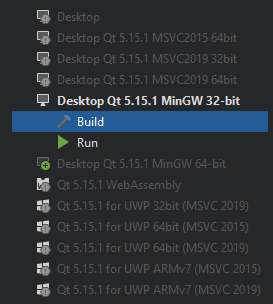 Desktop
Desktop Qt 5.15.1 MSVC2015 64bit
Desktop Qt 5.15.1 MSVC2019 32bit
Desktop Qt 5.15.1 MSVC2019 64bit
Desktop Qt 5.15.1 MinGW 32-bit
Build
Run
Desktop Qt 5.15.1 MinGW 64-bit
Qt 5.15.1 WebAssembly
Qt 5.15.1 for UWP 32bit (MSVC 2019)
Qt 5.15.1 for UWP 64bit (MSVC 2015)
Qt 5.15.1 for UWP 64bit (MSVC 2019)
Qt 5.15.1 for UWP ARMv7 (MSVC 2015)
Qt 5.15.1 for UWP ARMv7 (MSVC 2019)